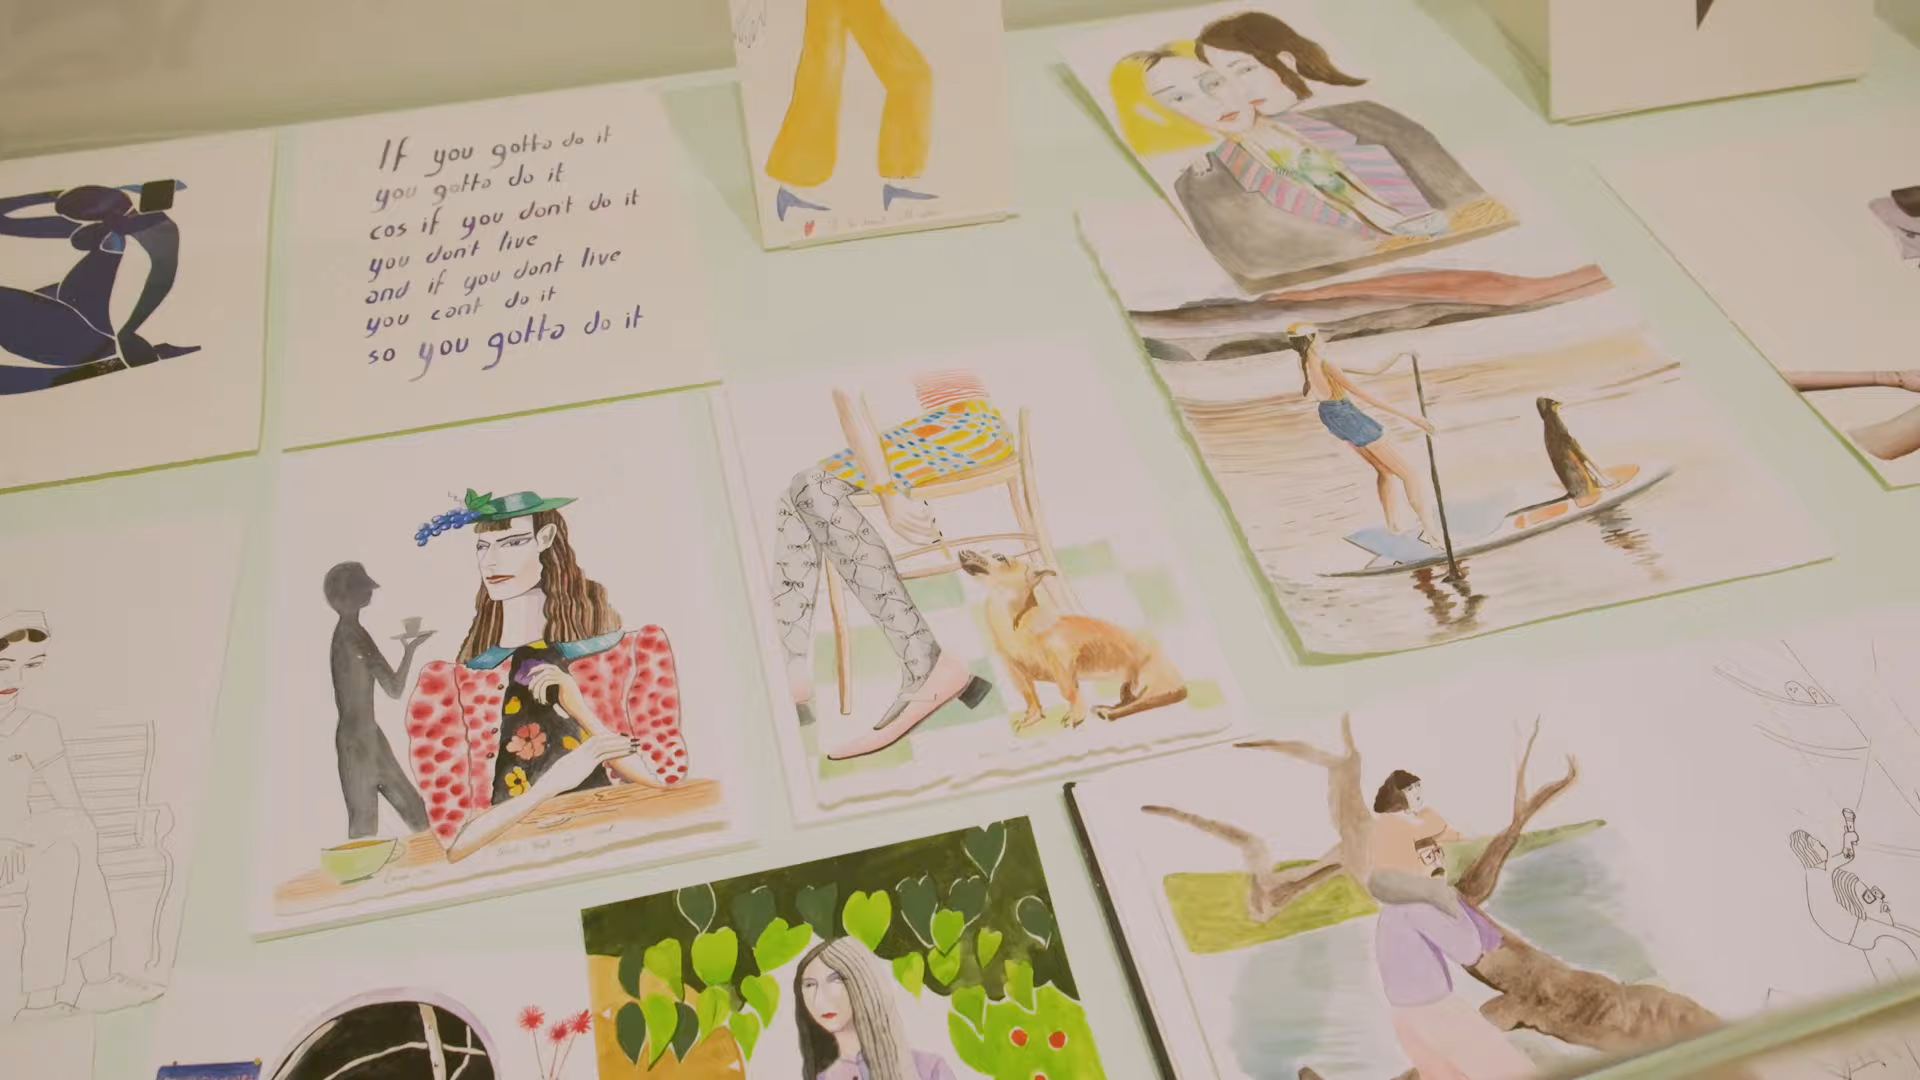 If you gotta do it
you gotta do it
cos if you don't do it
you don't live
and if you dont live
you cant do it
so you gotta do it